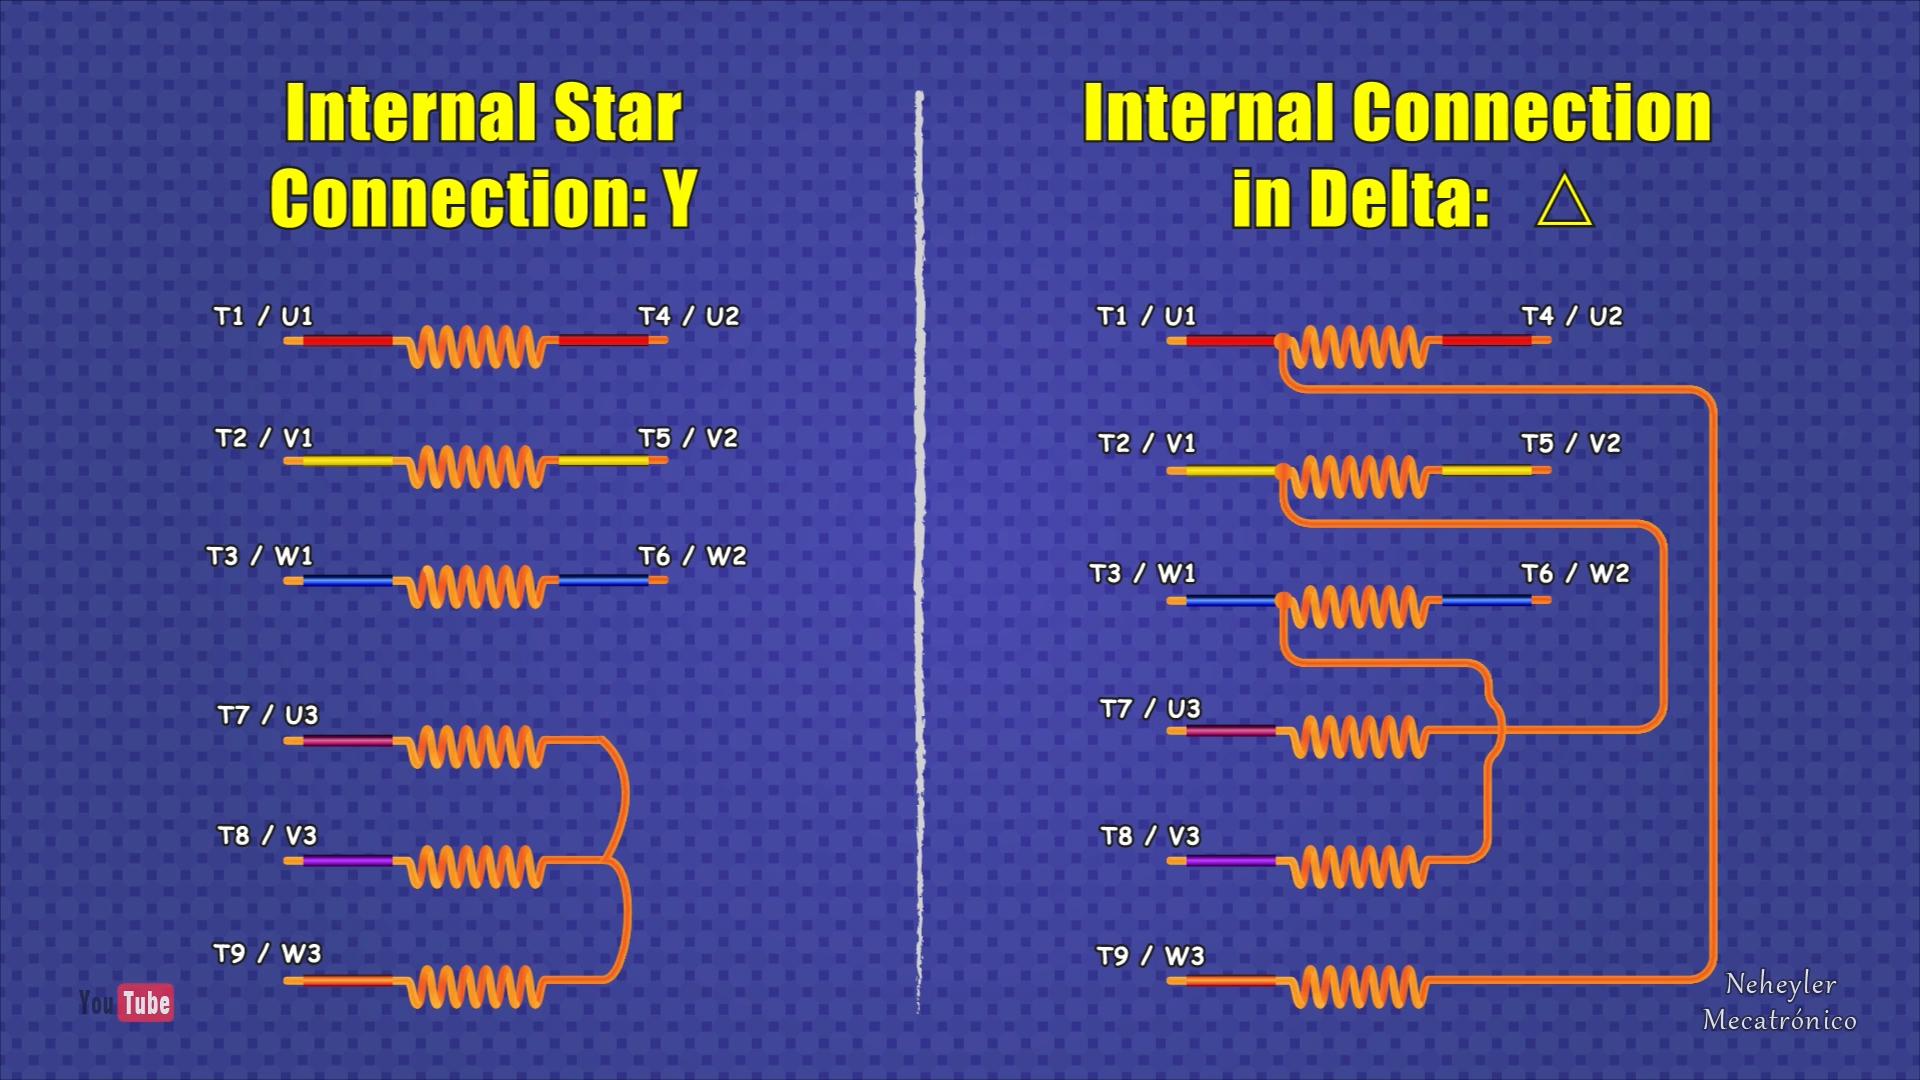 Internal Star
Connection: Y
T1 / U1
T4 / U2
T2 / V1
T5 / V2
T3 / W1
T6 / W2
T7 / U3
T8 / V3
T9 / W3
YouTube
Internal Connection
in Delta: △
T1 / U1
T4 / U2
T2 / V1
T5 / V2
T3 / W1
T6 / W2
T7 / U3
T8 / V3
T9 / W3
Neheyler
Mecatrónico